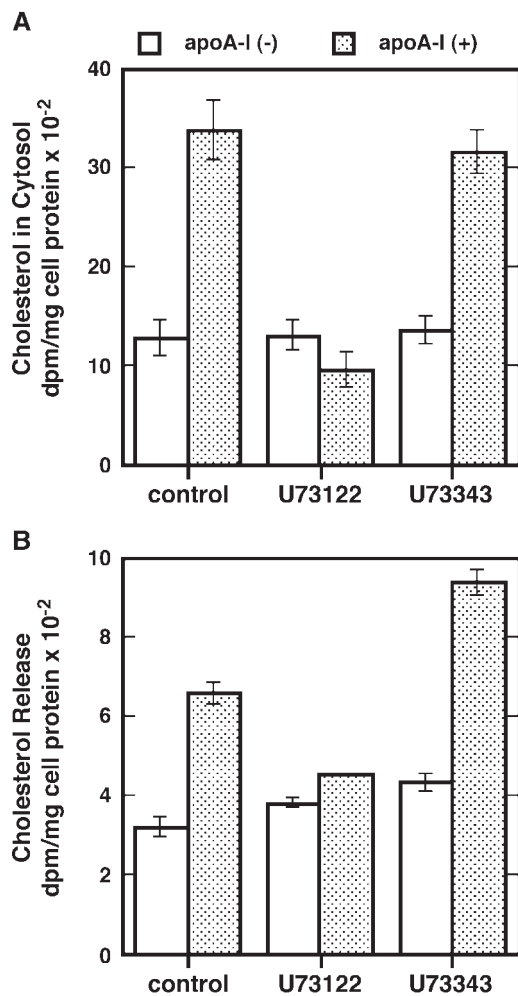 A
apoA-I (-) apoA-I (+)
Cholesterol in Cytosol
dpm/mg cell protein x 10-2
40
30
20
10
0
control U73122 U73343
B
Cholesterol Release
dpm/mg cell protein x 10-2
10
8
6
4
2
0
control U73122 U73343